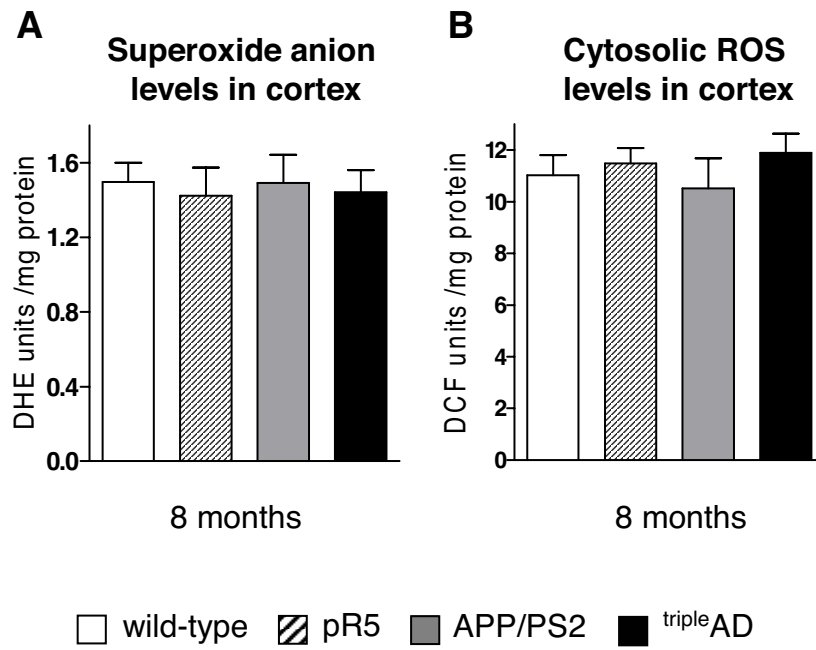 A
Superoxide anion
levels in cortex
DHE units /mg protein
1.6
1.2
0.8
0.4
0.0
8 months
B
Cytosolic ROS
levels in cortex
DCF units /mg protein
12
10
8
6
4
2
0
8 months
wild-type pR5 APP/PS2 tripleAD